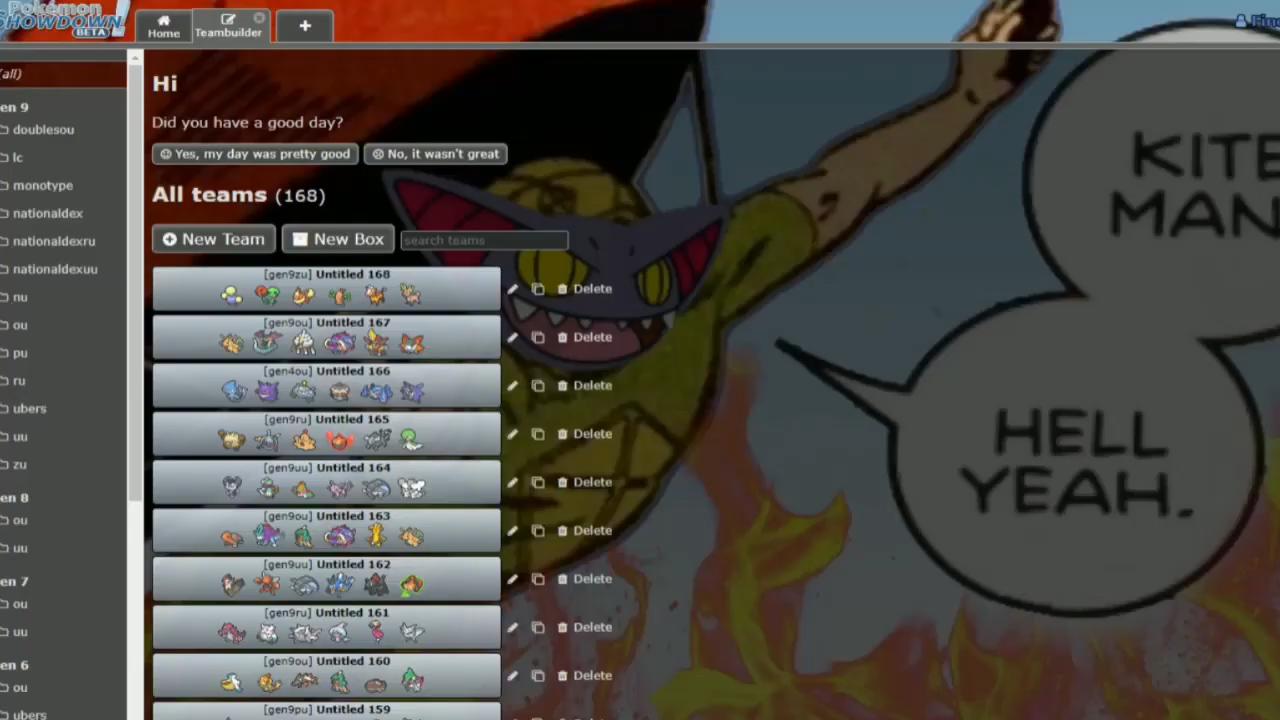 Pokémon
SHOWDOWN!
BETA
Home
Teambuilder
(all)
Hi
Did you have a good day?
Yes, my day was pretty good
No, it wasn't great
All teams (168)
New Team
New Box
search teams
en 9
doublesou
lc
monotype
nationaldex
nationaldexru
nationaldexuu
nu
ou
pu
ru
ubers
uu
zu
en 8
ou
uu
en 7
ou
uu
en 6
ou
ubers
[gen9zu] Untitled 168
Delete
[gen9ou] Untitled 167
Delete
[gen4ou] Untitled 166
Delete
[gen9ru] Untitled 165
Delete
[gen9uu] Untitled 164
Delete
[gen9ou] Untitled 163
Delete
[gen9uu] Untitled 162
Delete
[gen9ru] Untitled 161
Delete
[gen9ou] Untitled 160
Delete
[gen9pu] Untitled 159
KITE
MAN
HELL
YEAH.